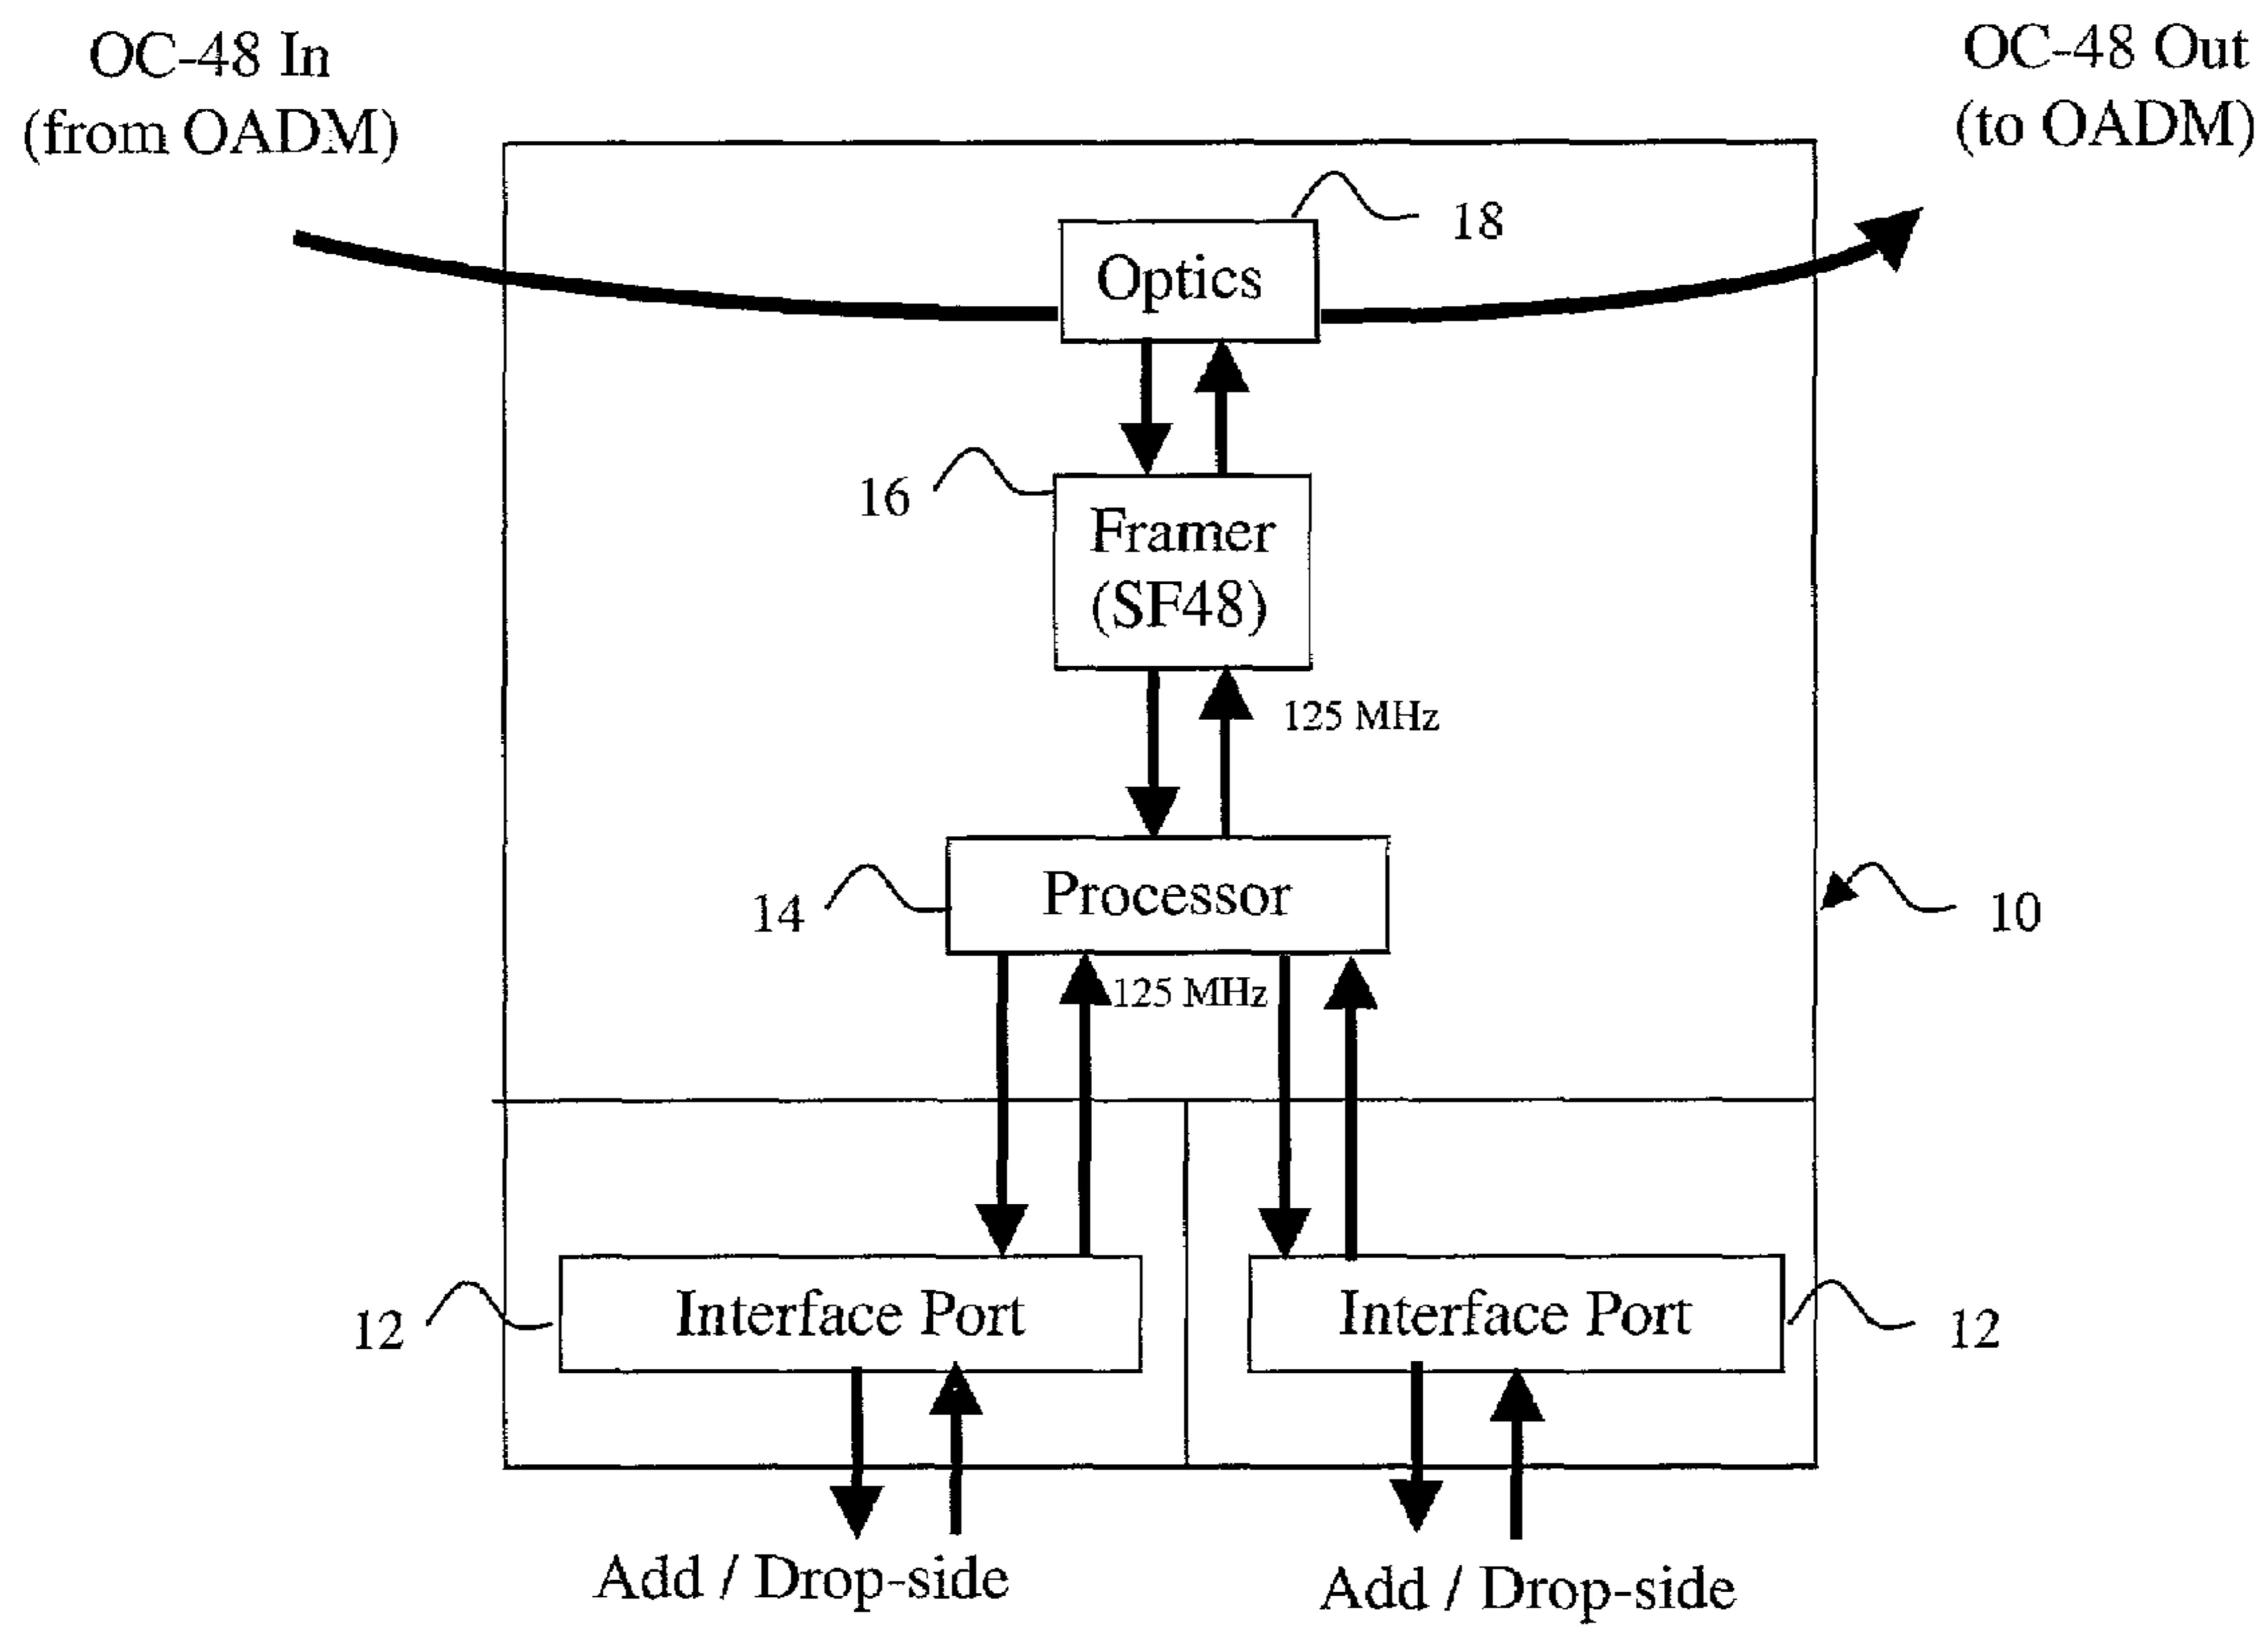 OC-48 In
(from OADM)
OC-48 Out
(to OADM)
18
Optics
16
Framer
(SF48)
125 MHz
14
Processor
10
125 MHz
12
Interface Port
Interface Port
12
Add / Drop-side
Add / Drop-side